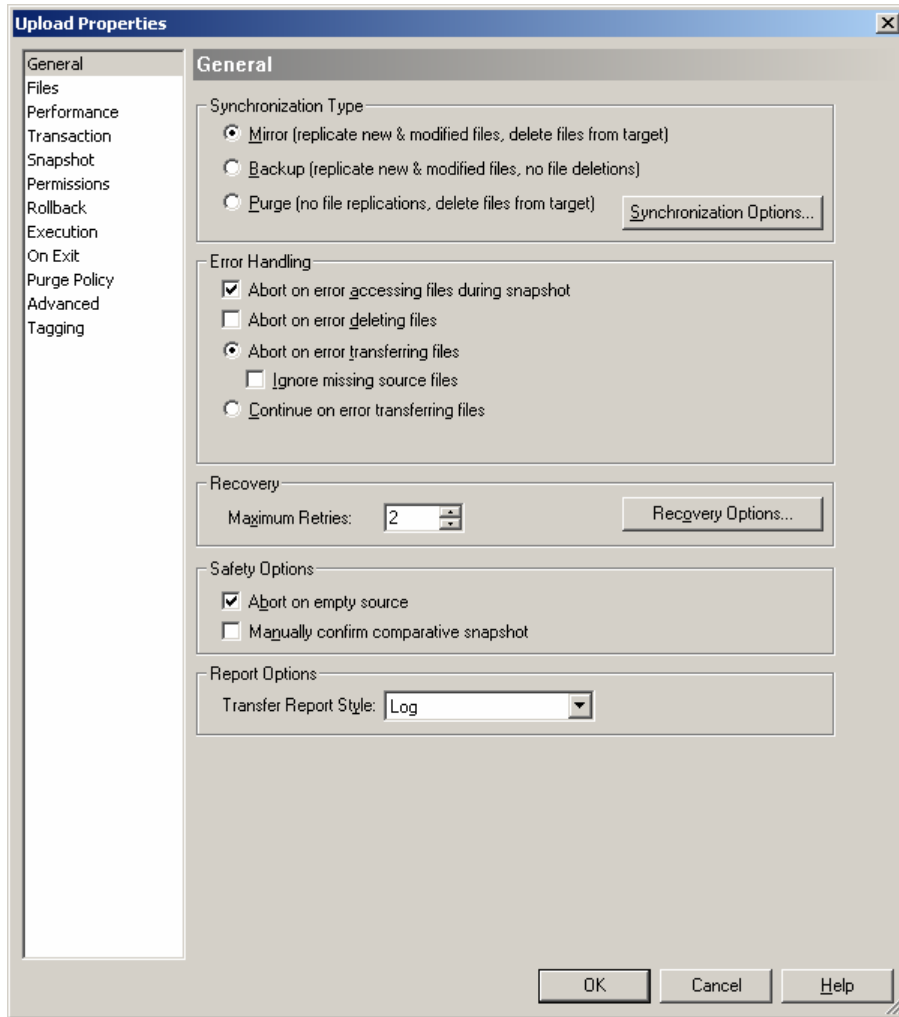 Upload Properties
General
Files
Performance
Transaction
Snapshot
Permissions
Rollback
Execution
On Exit
Purge Policy
Advanced
Tagging
General
Synchronization Type
Mirror (replicate new & modified files, delete files from target)
Backup (replicate new & modified files, no file deletions)
Purge (no file replications, delete files from target)
Synchronization Options...
Error Handling
Abort on error accessing files during snapshot
Abort on error deleting files
Abort on error transferring files
Ignore missing source files
Continue on error transferring files
Recovery
Maximum Retries: 2
Recovery Options...
Safety Options
Abort on empty source
Manually confirm comparative snapshot
Report Options
Transfer Report Style: Log
OK Cancel Help